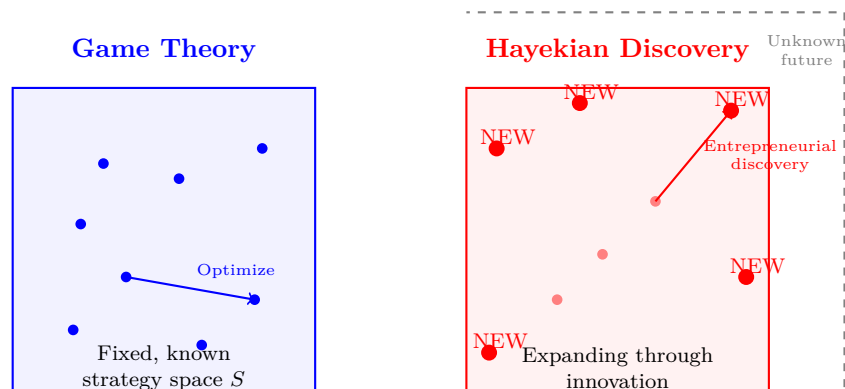 Game Theory
Optimize
Fixed, known
strategy space S
Hayekian Discovery
Unknown
future
NEW
NEW
NEW
Entrepreneurial
discovery
NEW
NEW
Expanding through
innovation